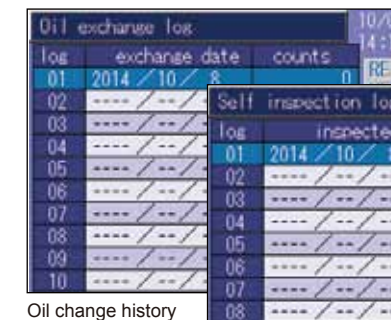 Oil exchange log
log exchange date counts
01 2014 / 10 / 8 0
02 ---- / -- /
03 ---- / -- /
04 ---- / -- /
05 ---- / -- /
06 ---- / -- /
07 ---- / -- /
08 ---- / -- /
09 ---- / -- /
10 ---- / -- /
10/
14:
RE
Self inspection lo
log inspecte
01 2014 / 10 /
02 ---- / -- /
03 ---- / -- /
04 ---- / -- /
05 ---- / -- /
06 ---- / -- /
07 ---- / -- /
08 ---- / -- /
Oil change history